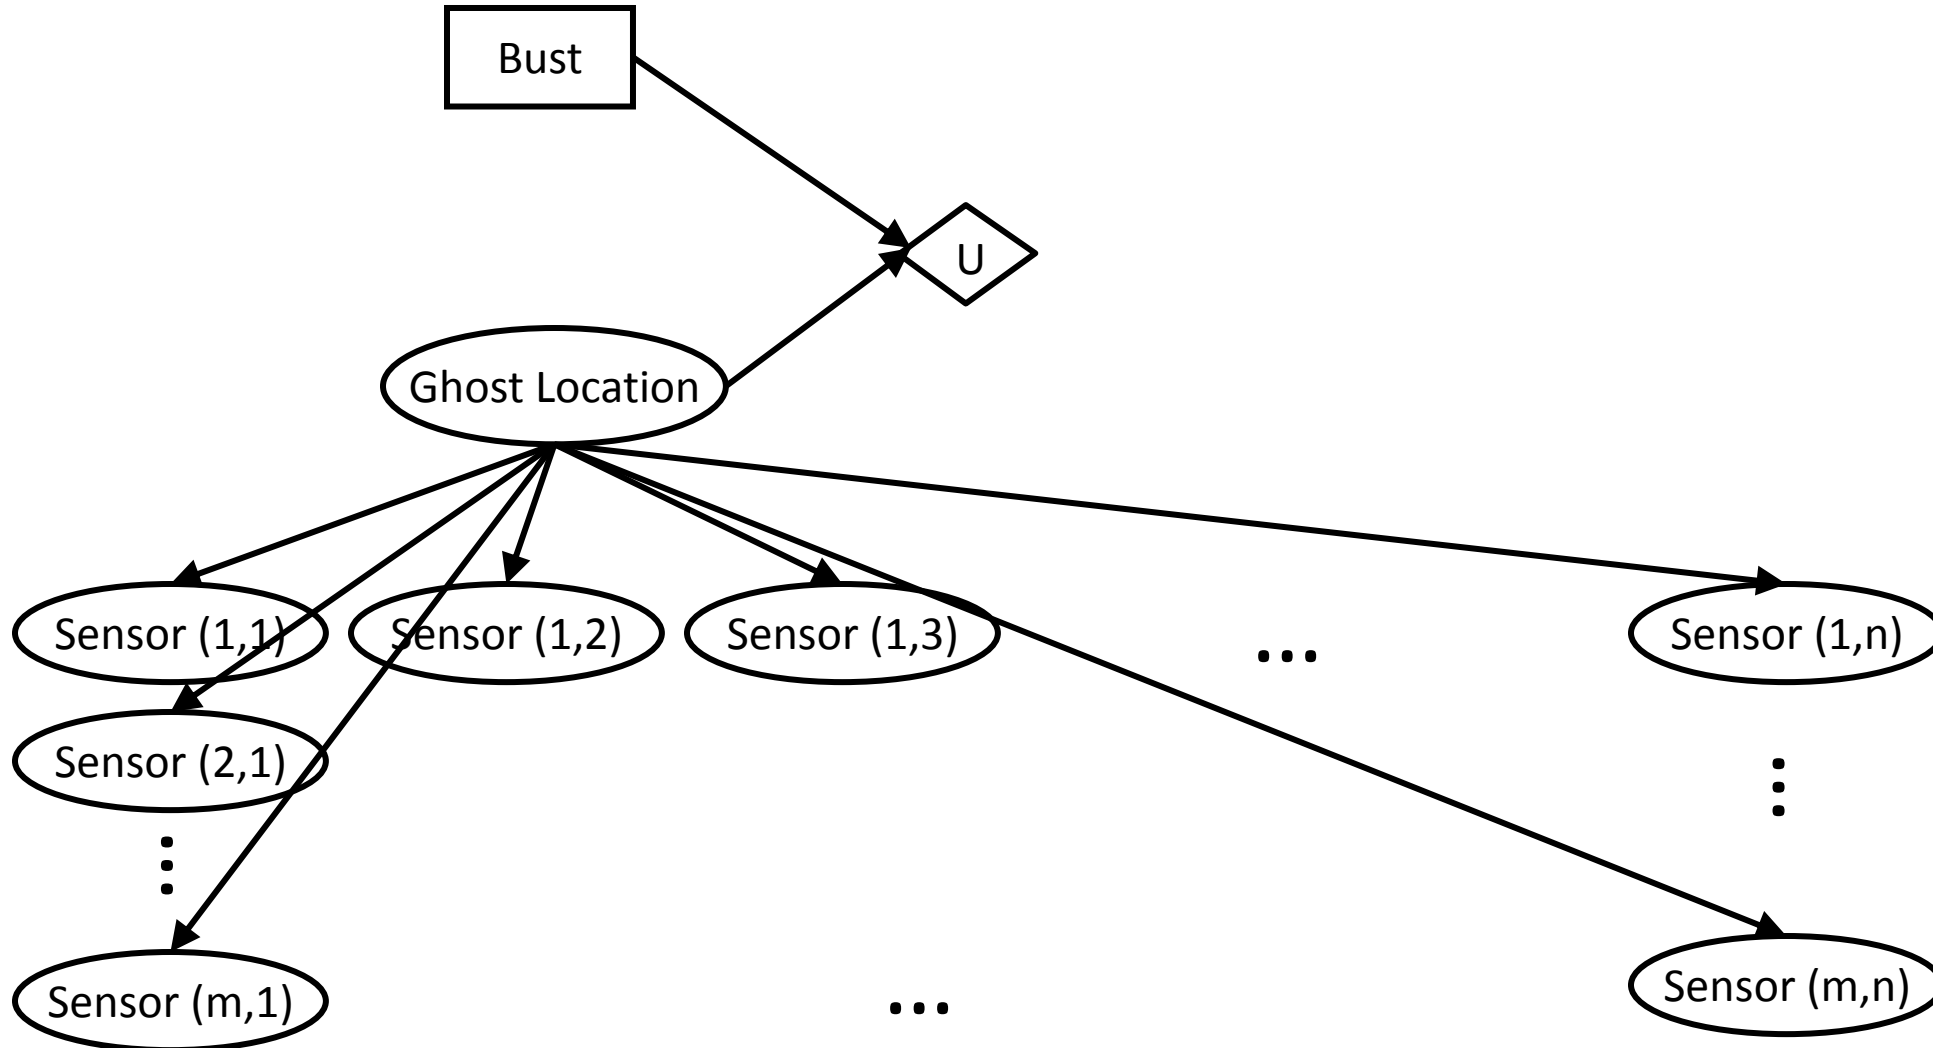 Bust
U
Ghost Location
Sensor (1,1)
Sensor (1,2)
Sensor (1,3)
...
Sensor (1,n)
Sensor (2,1)
...
...
Sensor (m,1)
...
Sensor (m,n)